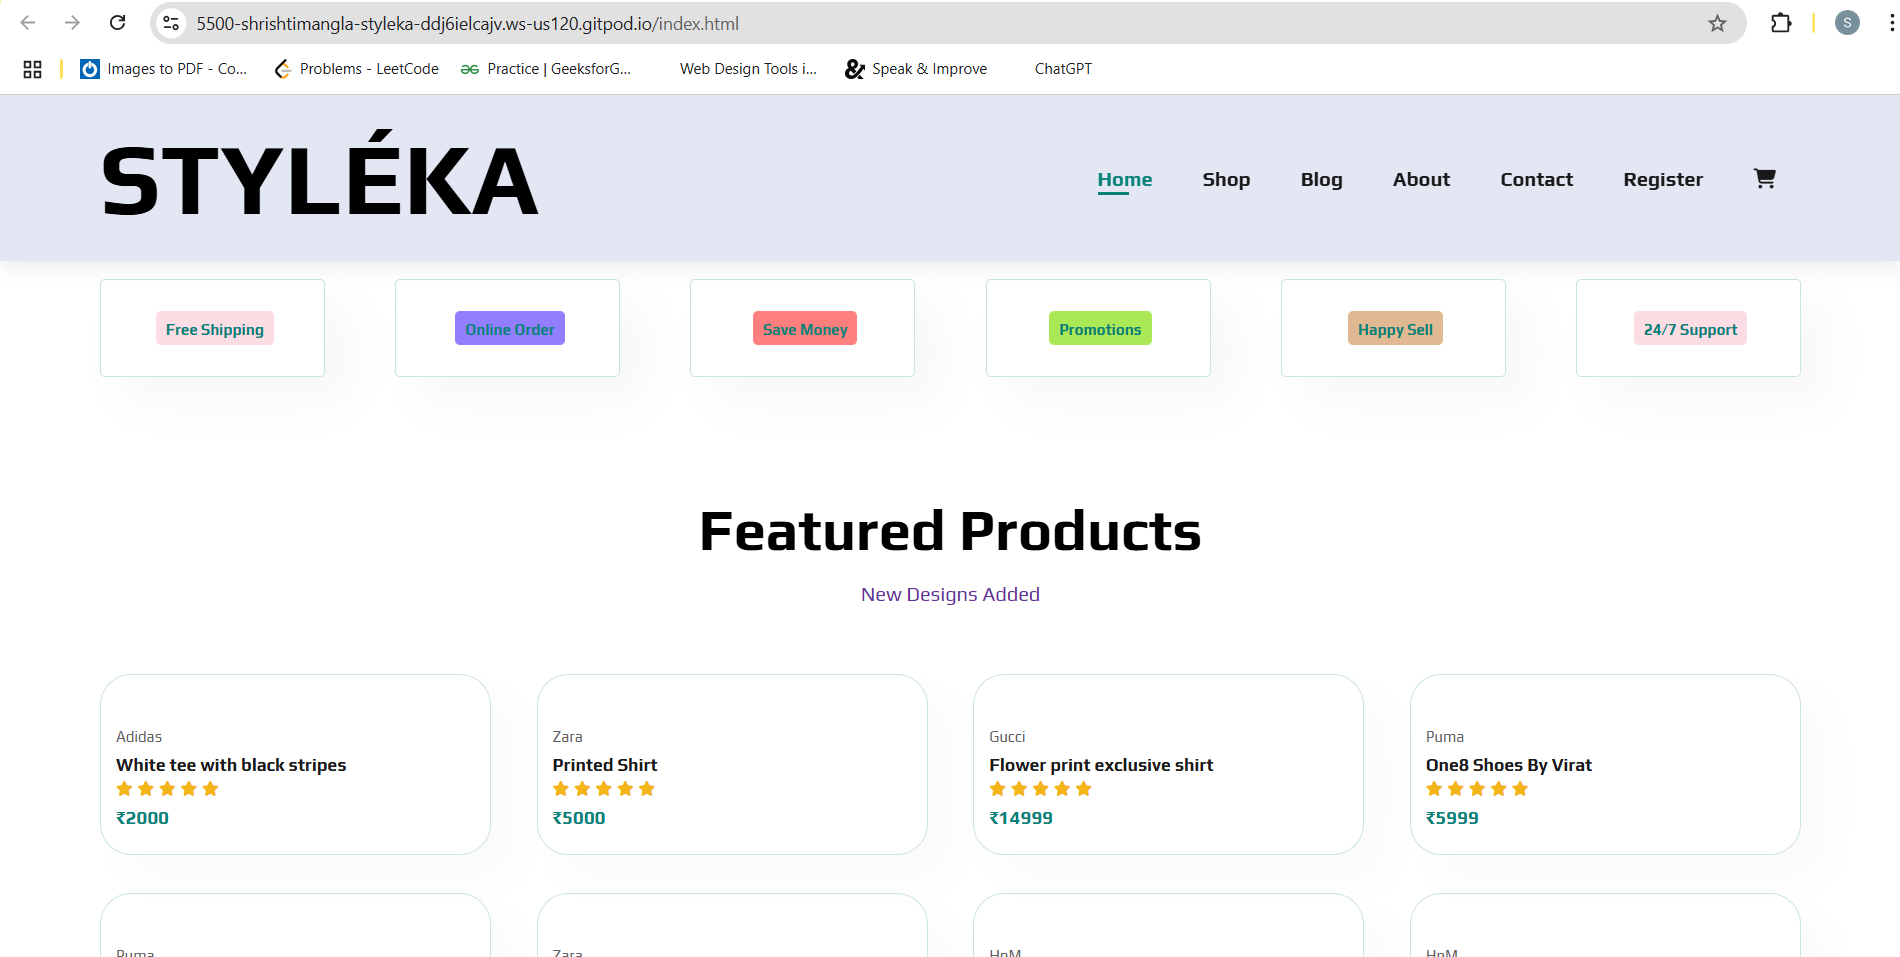 5500-shrishtimangla-styleka-ddj6ielcajv.ws-us120.gitpod.io/index.html
S
Images to PDF - Co... Problems - LeetCode Practice | GeeksforG... Web Design Tools i... Speak & Improve ChatGPT
STYLÉKA
Home Shop Blog About Contact Register
Free Shipping Online Order Save Money Promotions Happy Sell 24/7 Support
Featured Products
New Designs Added
Adidas
White tee with black stripes
₹2000
Zara
Printed Shirt
₹5000
Gucci
Flower print exclusive shirt
₹14999
Puma
One8 Shoes By Virat
₹5999
Puma Zara HnM HnM